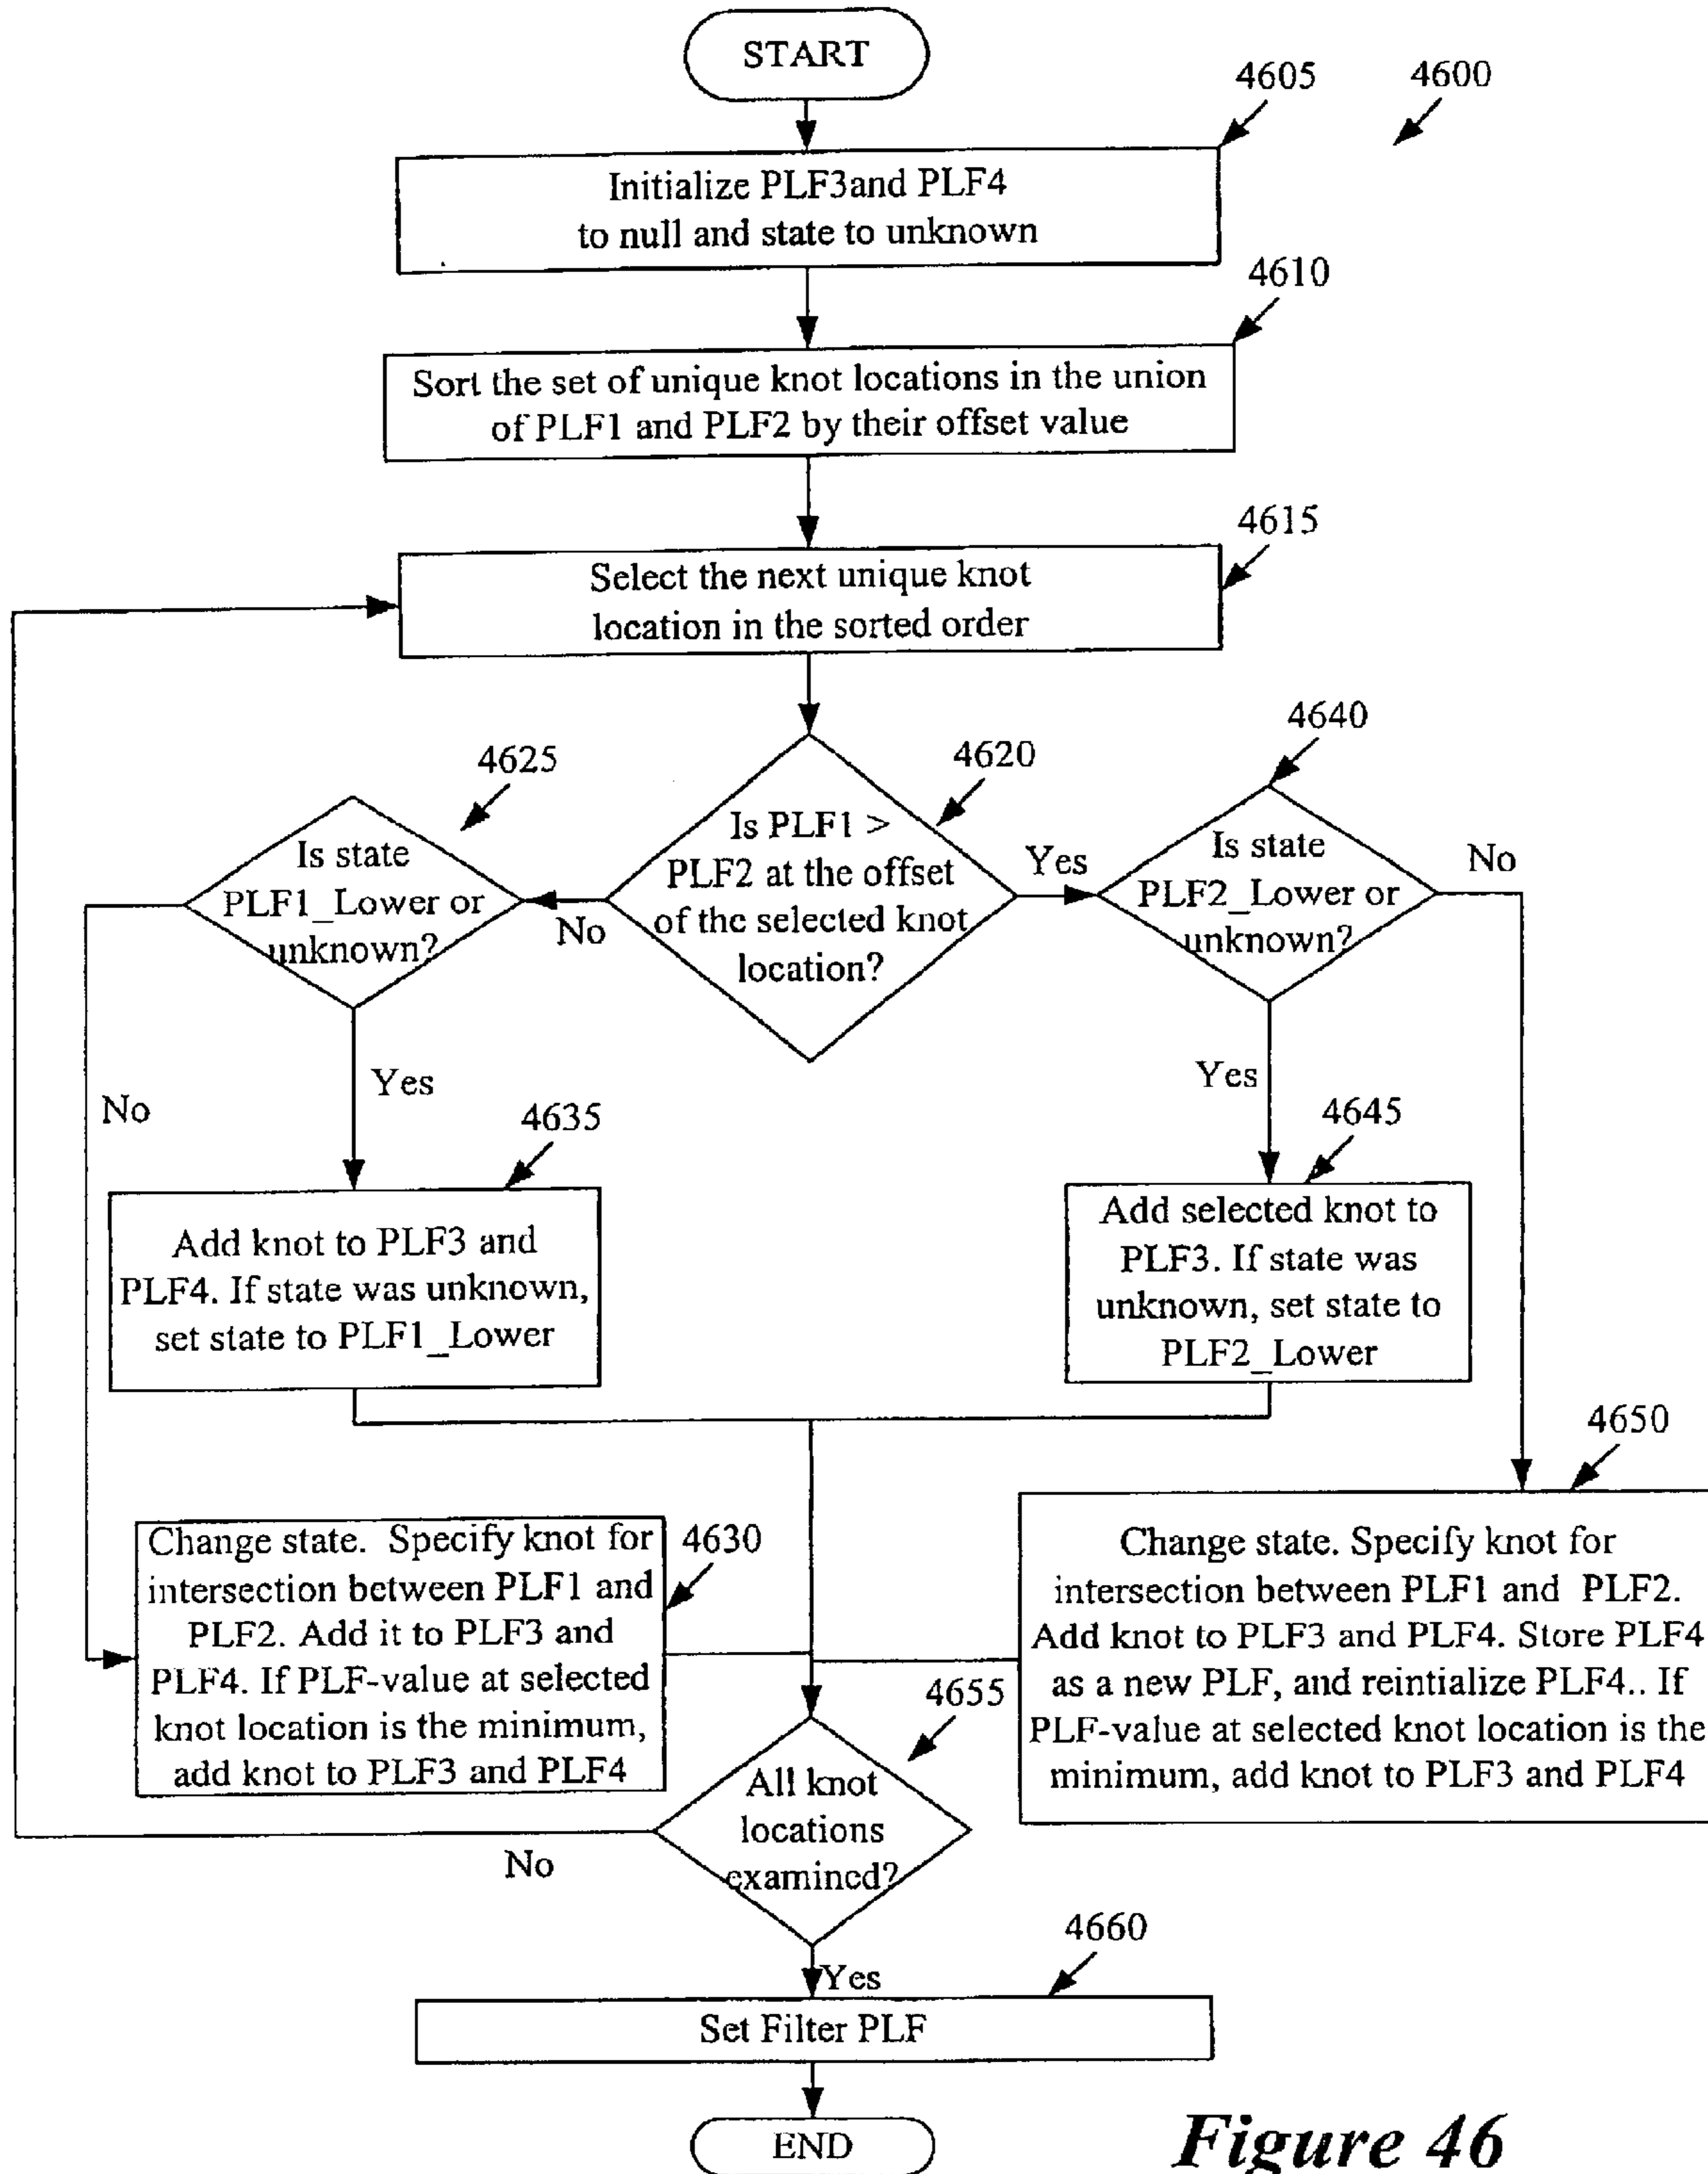 START
4605
4600
Initialize PLF3and PLF4
to null and state to unknown
4610
Sort the set of unique knot locations in the union
of PLF1 and PLF2 by their offset value
4615
Select the next unique knot
location in the sorted order
4625
4620
4640
Is state
PLF1_Lower or
unknown?
No
Is PLF1 >
PLF2 at the offset
of the selected knot
location?
Yes
Is state
PLF2_Lower or
unknown?
No
No
Yes
Yes
4635
4645
Add knot to PLF3 and
PLF4. If state was unknown,
set state to PLF1_Lower
Add selected knot to
PLF3. If state was
unknown, set state to
PLF2_Lower
4630
4650
Change state. Specify knot for
intersection between PLF1 and
PLF2. Add it to PLF3 and
PLF4. If PLF-value at selected
knot location is the minimum,
add knot to PLF3 and PLF4
Change state. Specify knot for
intersection between PLF1 and PLF2.
Add knot to PLF3 and PLF4. Store PLF4
as a new PLF, and reintialize PLF4.. If
PLF-value at selected knot location is the
minimum, add knot to PLF3 and PLF4
4655
All knot
locations
examined?
No
Yes
4660
Set Filter PLF
END
Figure 46